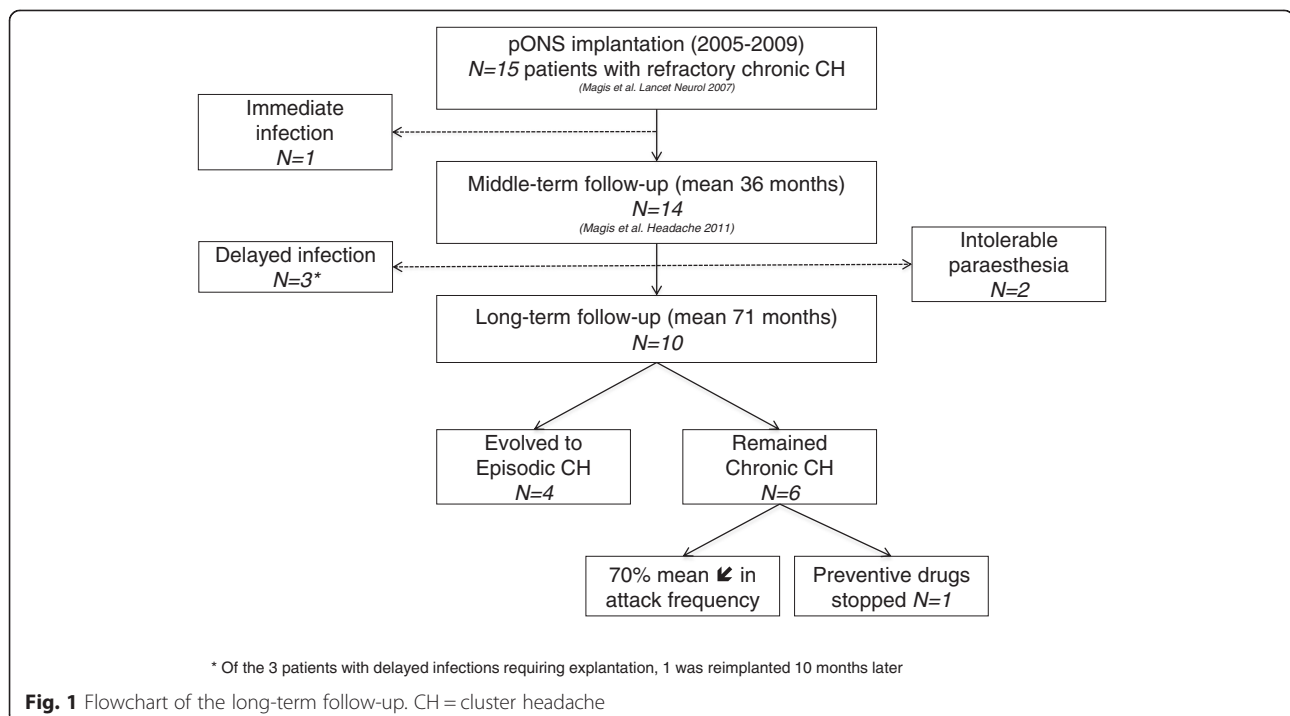 pONS implantation (2005-2009)
N=15 patients with refractory chronic CH
(Magis et al. Lancet Neurol 2007)
Immediate
infection
N=1
Middle-term follow-up (mean 36 months)
N=14
(Magis et al. Headache 2011)
Delayed infection
N=3*
Intolerable
paraesthesia
N=2
Long-term follow-up (mean 71 months)
N=10
Evolved to
Episodic CH
N=4
Remained
Chronic CH
N=6
70% mean ↙ in
attack frequency
Preventive drugs
stopped N=1
* Of the 3 patients with delayed infections requiring explantation, 1 was reimplanted 10 months later
Fig. 1 Flowchart of the long-term follow-up. CH = cluster headache